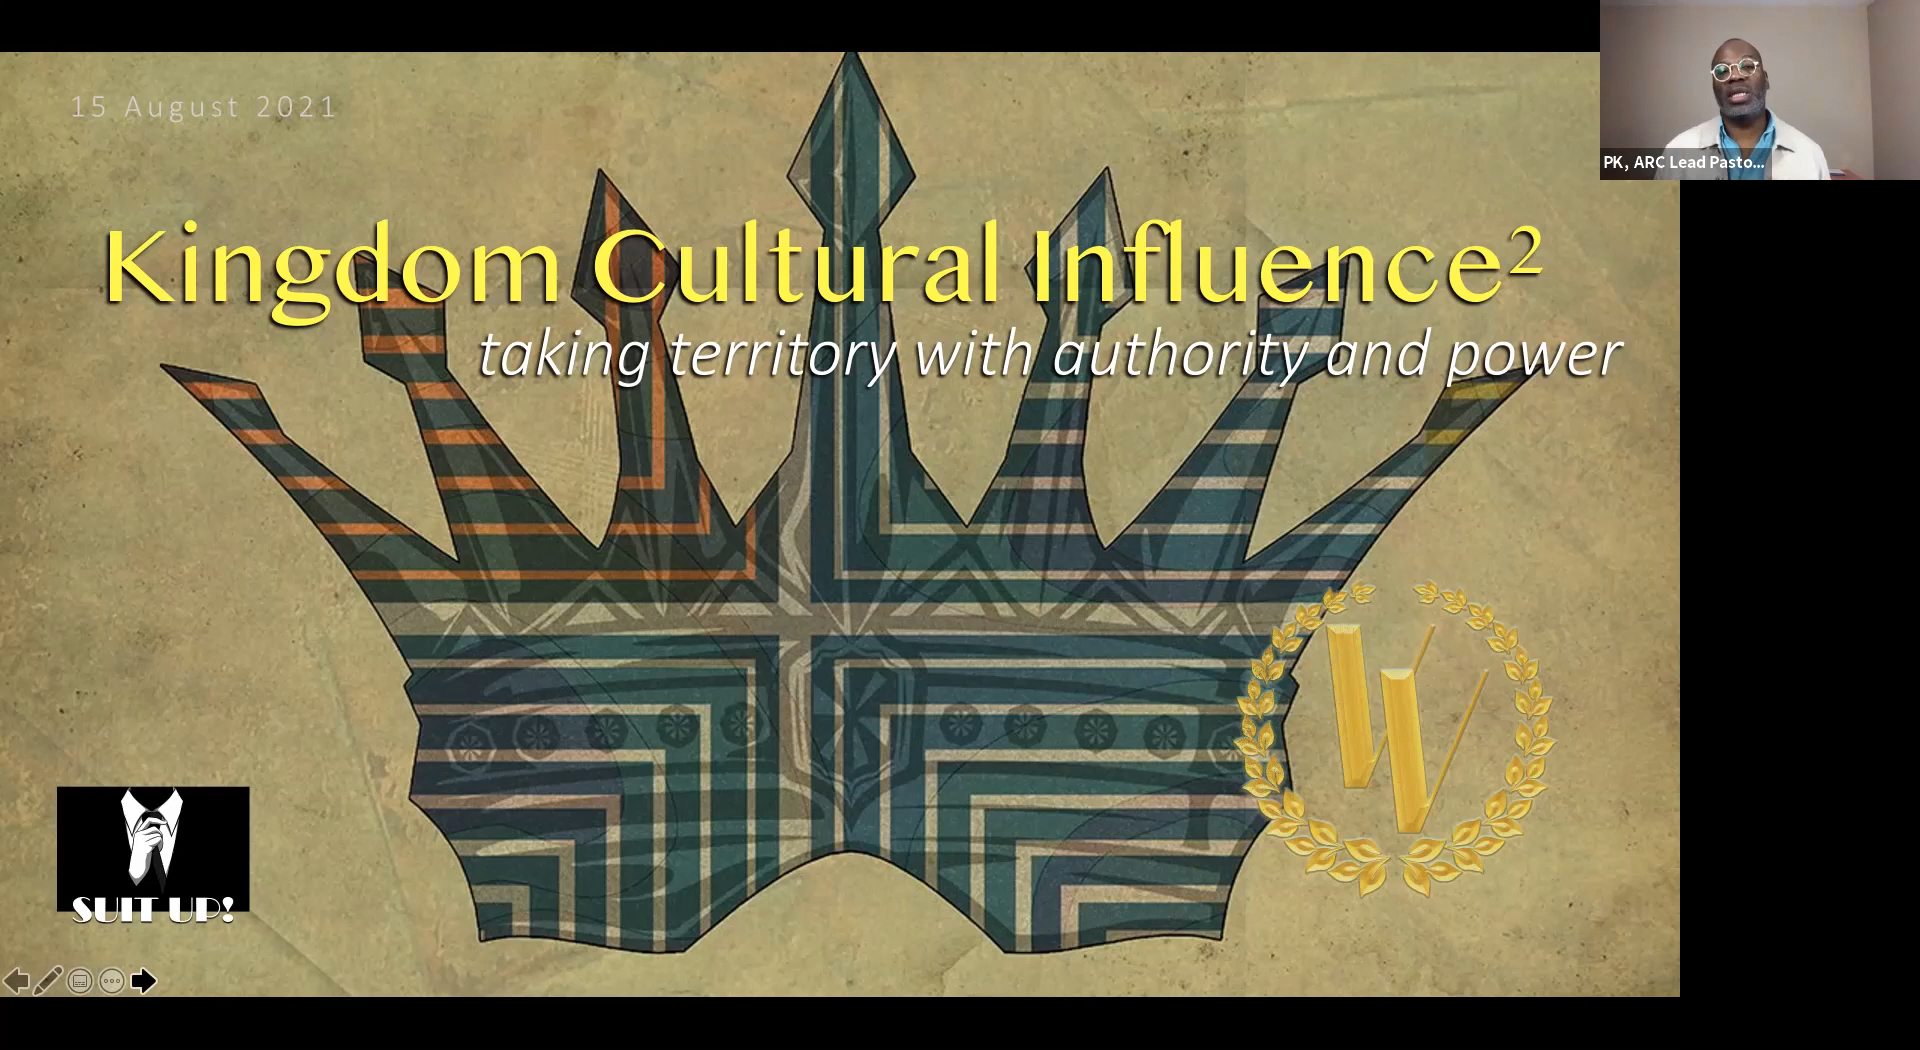 15 August 2021
PK, ARC Lead Pasto...
Kingdom Cultural Influence²
taking territory with authority and power
W
SUIT UP!